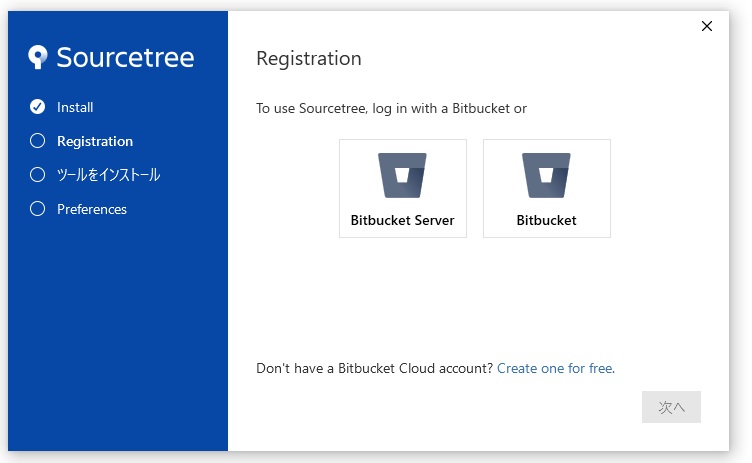 Sourcetree
Install
Registration
ツールをインストール
Preferences
Registration
To use Sourcetree, log in with a Bitbucket or
Bitbucket Server
Bitbucket
Don't have a Bitbucket Cloud account? Create one for free.
次へ